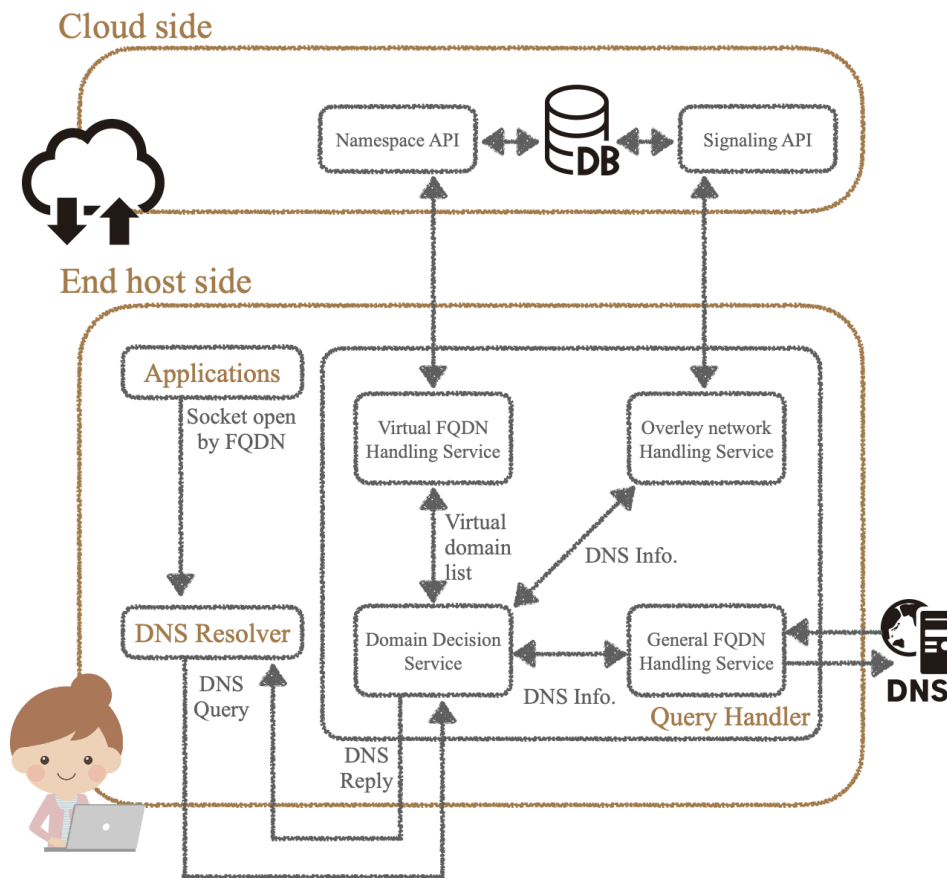 Cloud side
Namespace API
DB
Signaling API
End host side
Applications
Socket open
by FQDN
Virtual FQDN
Handling Service
Overley network
Handling Service
Virtual
domain
list
DNS Info.
DNS Resolver
Domain Decision
Service
General FQDN
Handling Service
DNS
DNS
Query
DNS Info.
Query Handler
DNS
Reply